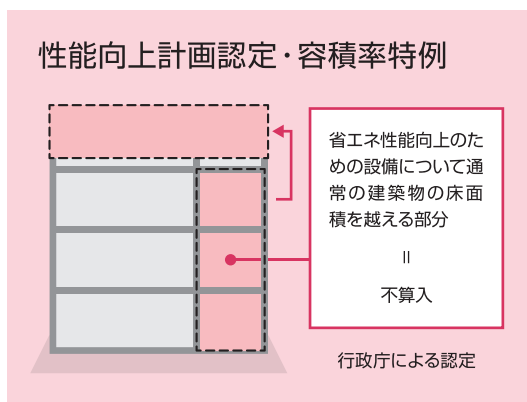 性能向上計画認定・容積率特例
省エネ性能向上のた
めの設備について通
常の建築物の床面
積を越える部分
=
不算入
行政庁による認定